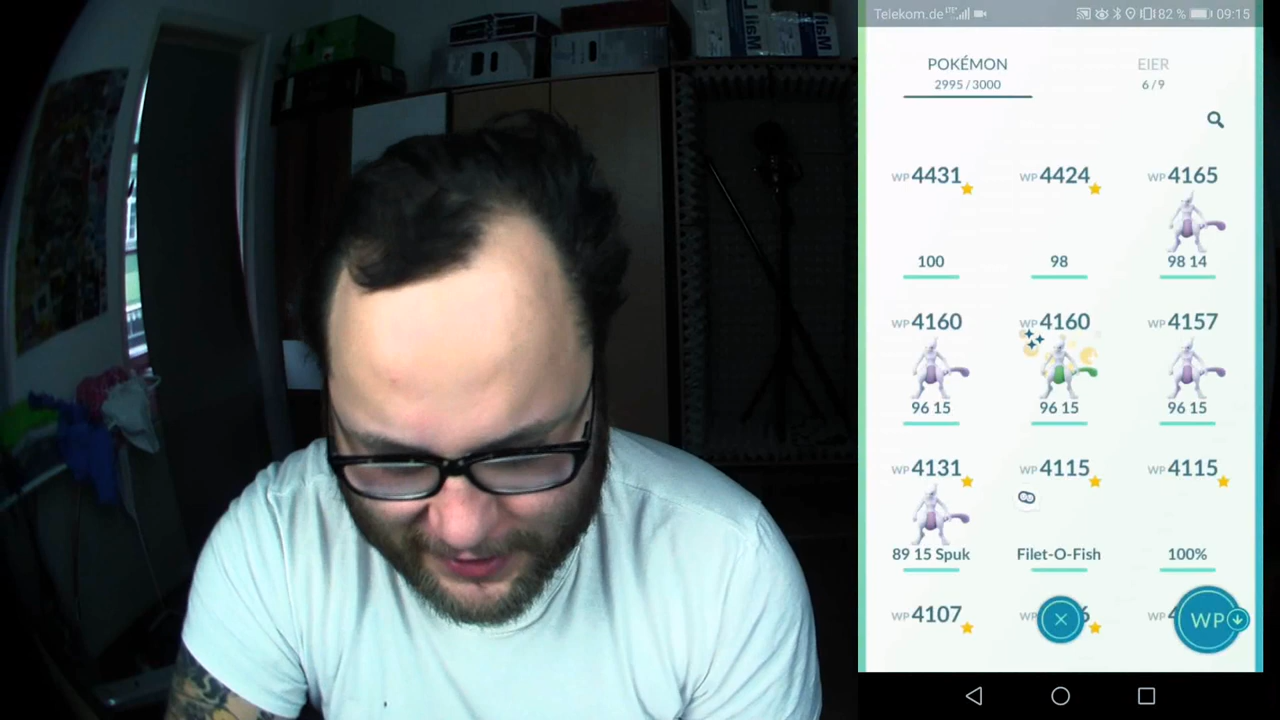 Telekom.de
82 % 09:15
POKÉMON EIER
2995 / 3000 6 / 9
WP 4431 WP 4424 WP 4165
100 98 98 14
WP 4160 WP 4160 WP 4157
96 15 96 15 96 15
WP 4131 WP 4115 WP 4115
89 15 Spuk Filet-O-Fish 100%
WP 4107 WP
WP